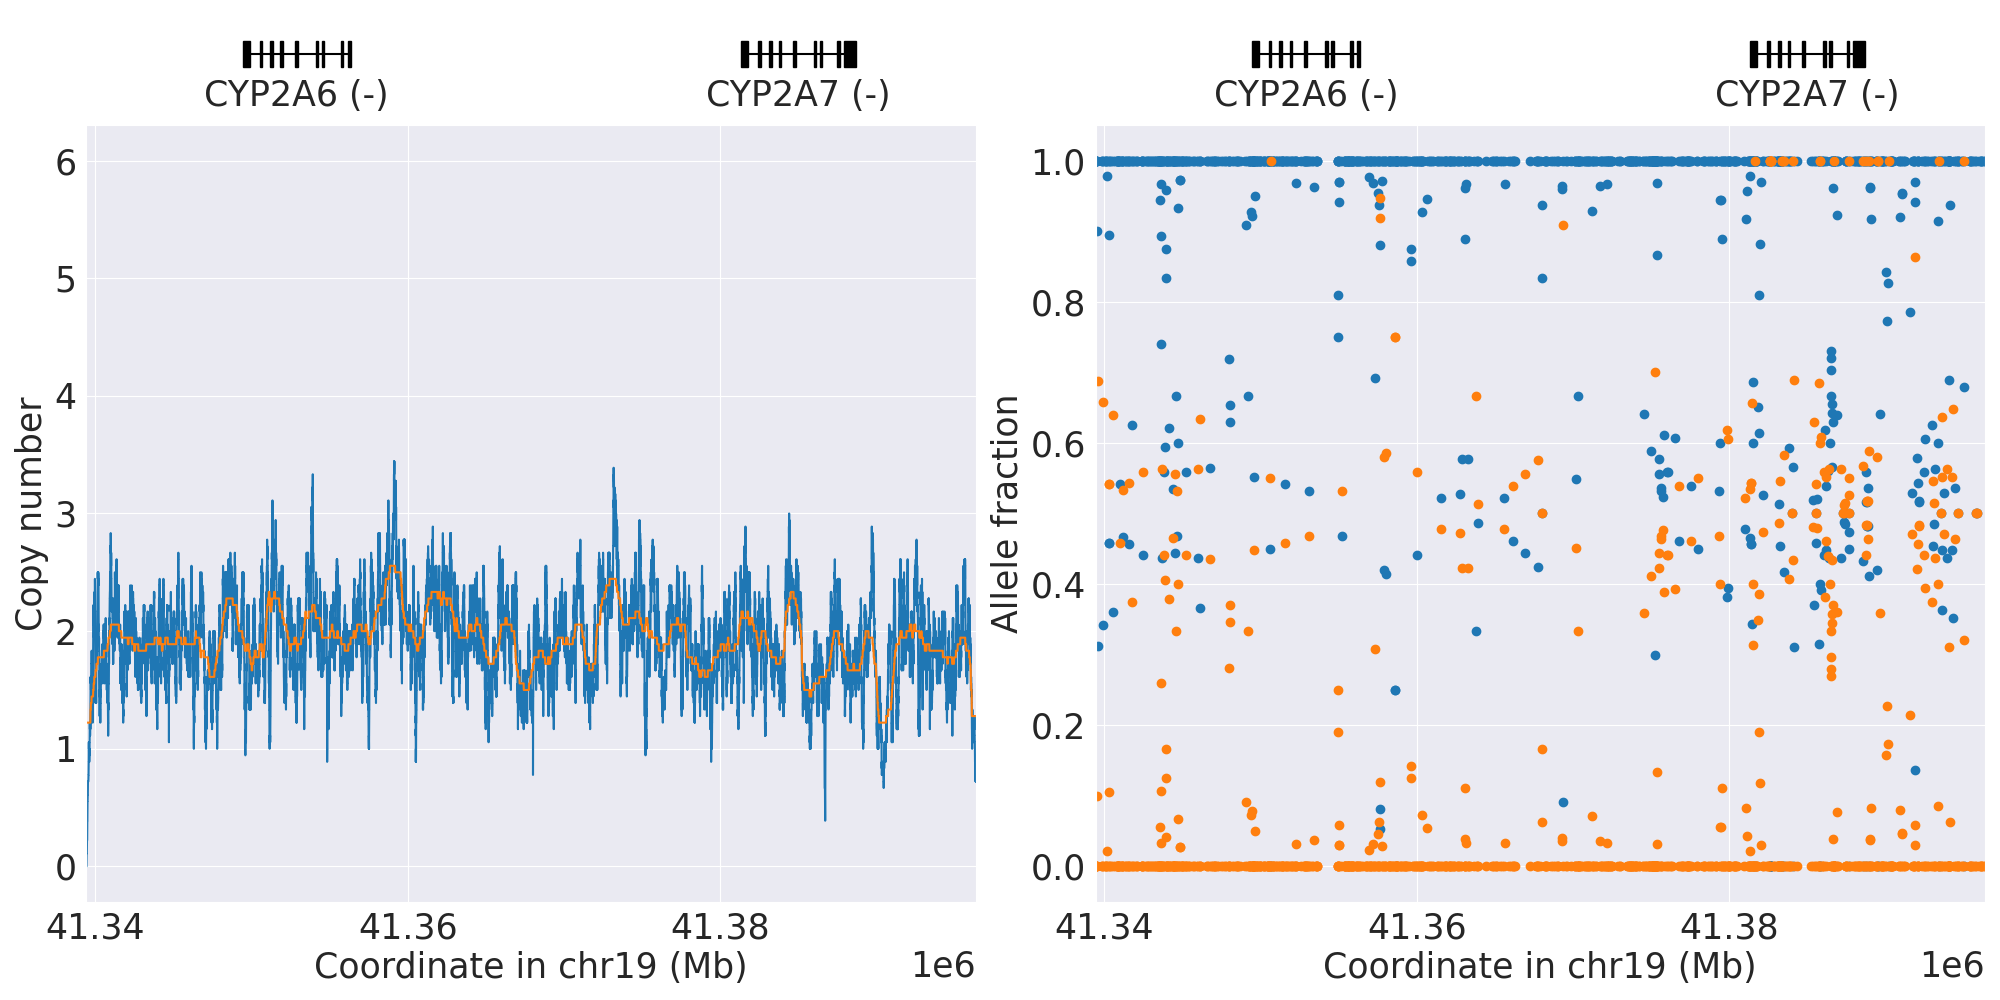 CYP2A6 (-) CYP2A7 (-) CYP2A6 (-) CYP2A7 (-)
Copy number
6
5
4
3
2
1
0
41.34 41.36 41.38
Coordinate in chr19 (Mb) 1e6
Allele fraction
1.0
0.8
0.6
0.4
0.2
0.0
41.34 41.36 41.38
Coordinate in chr19 (Mb) 1e6